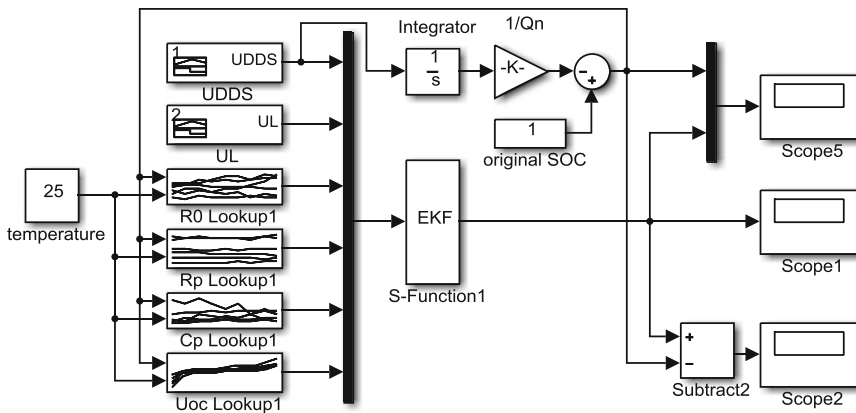 1/Qn
Integrator
1
UDDS
UDDS
1
s
-K-
−
+
2
UL
UL
1
original SOC
Scope5
25
temperature
R0 Lookup1
EKF
S-Function1
Scope1
Rp Lookup1
Cp Lookup1
Uoc Lookup1
+
−
Subtract2
Scope2